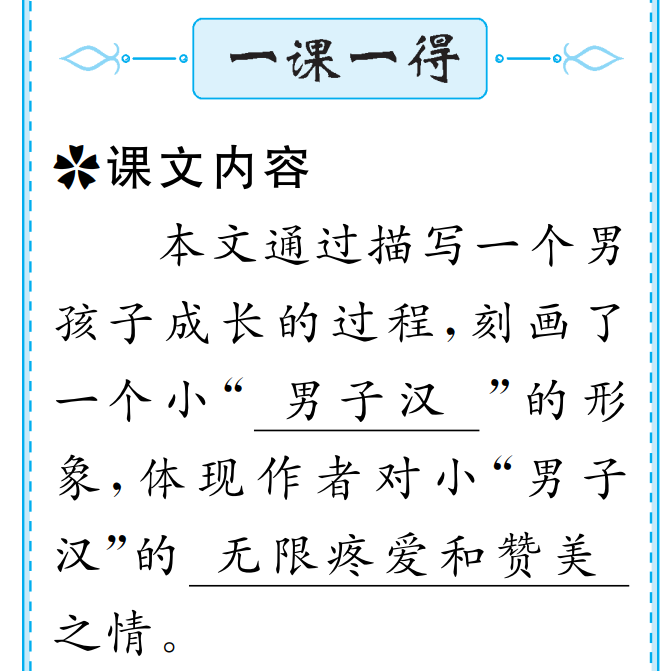 一课一得
课文内容
本文通过描写一个男
孩子成长的过程,刻画了
一个小“ 男子汉 ”的形
象,体现作者对小“男子
汉”的 无限疼爱和赞美
之情。